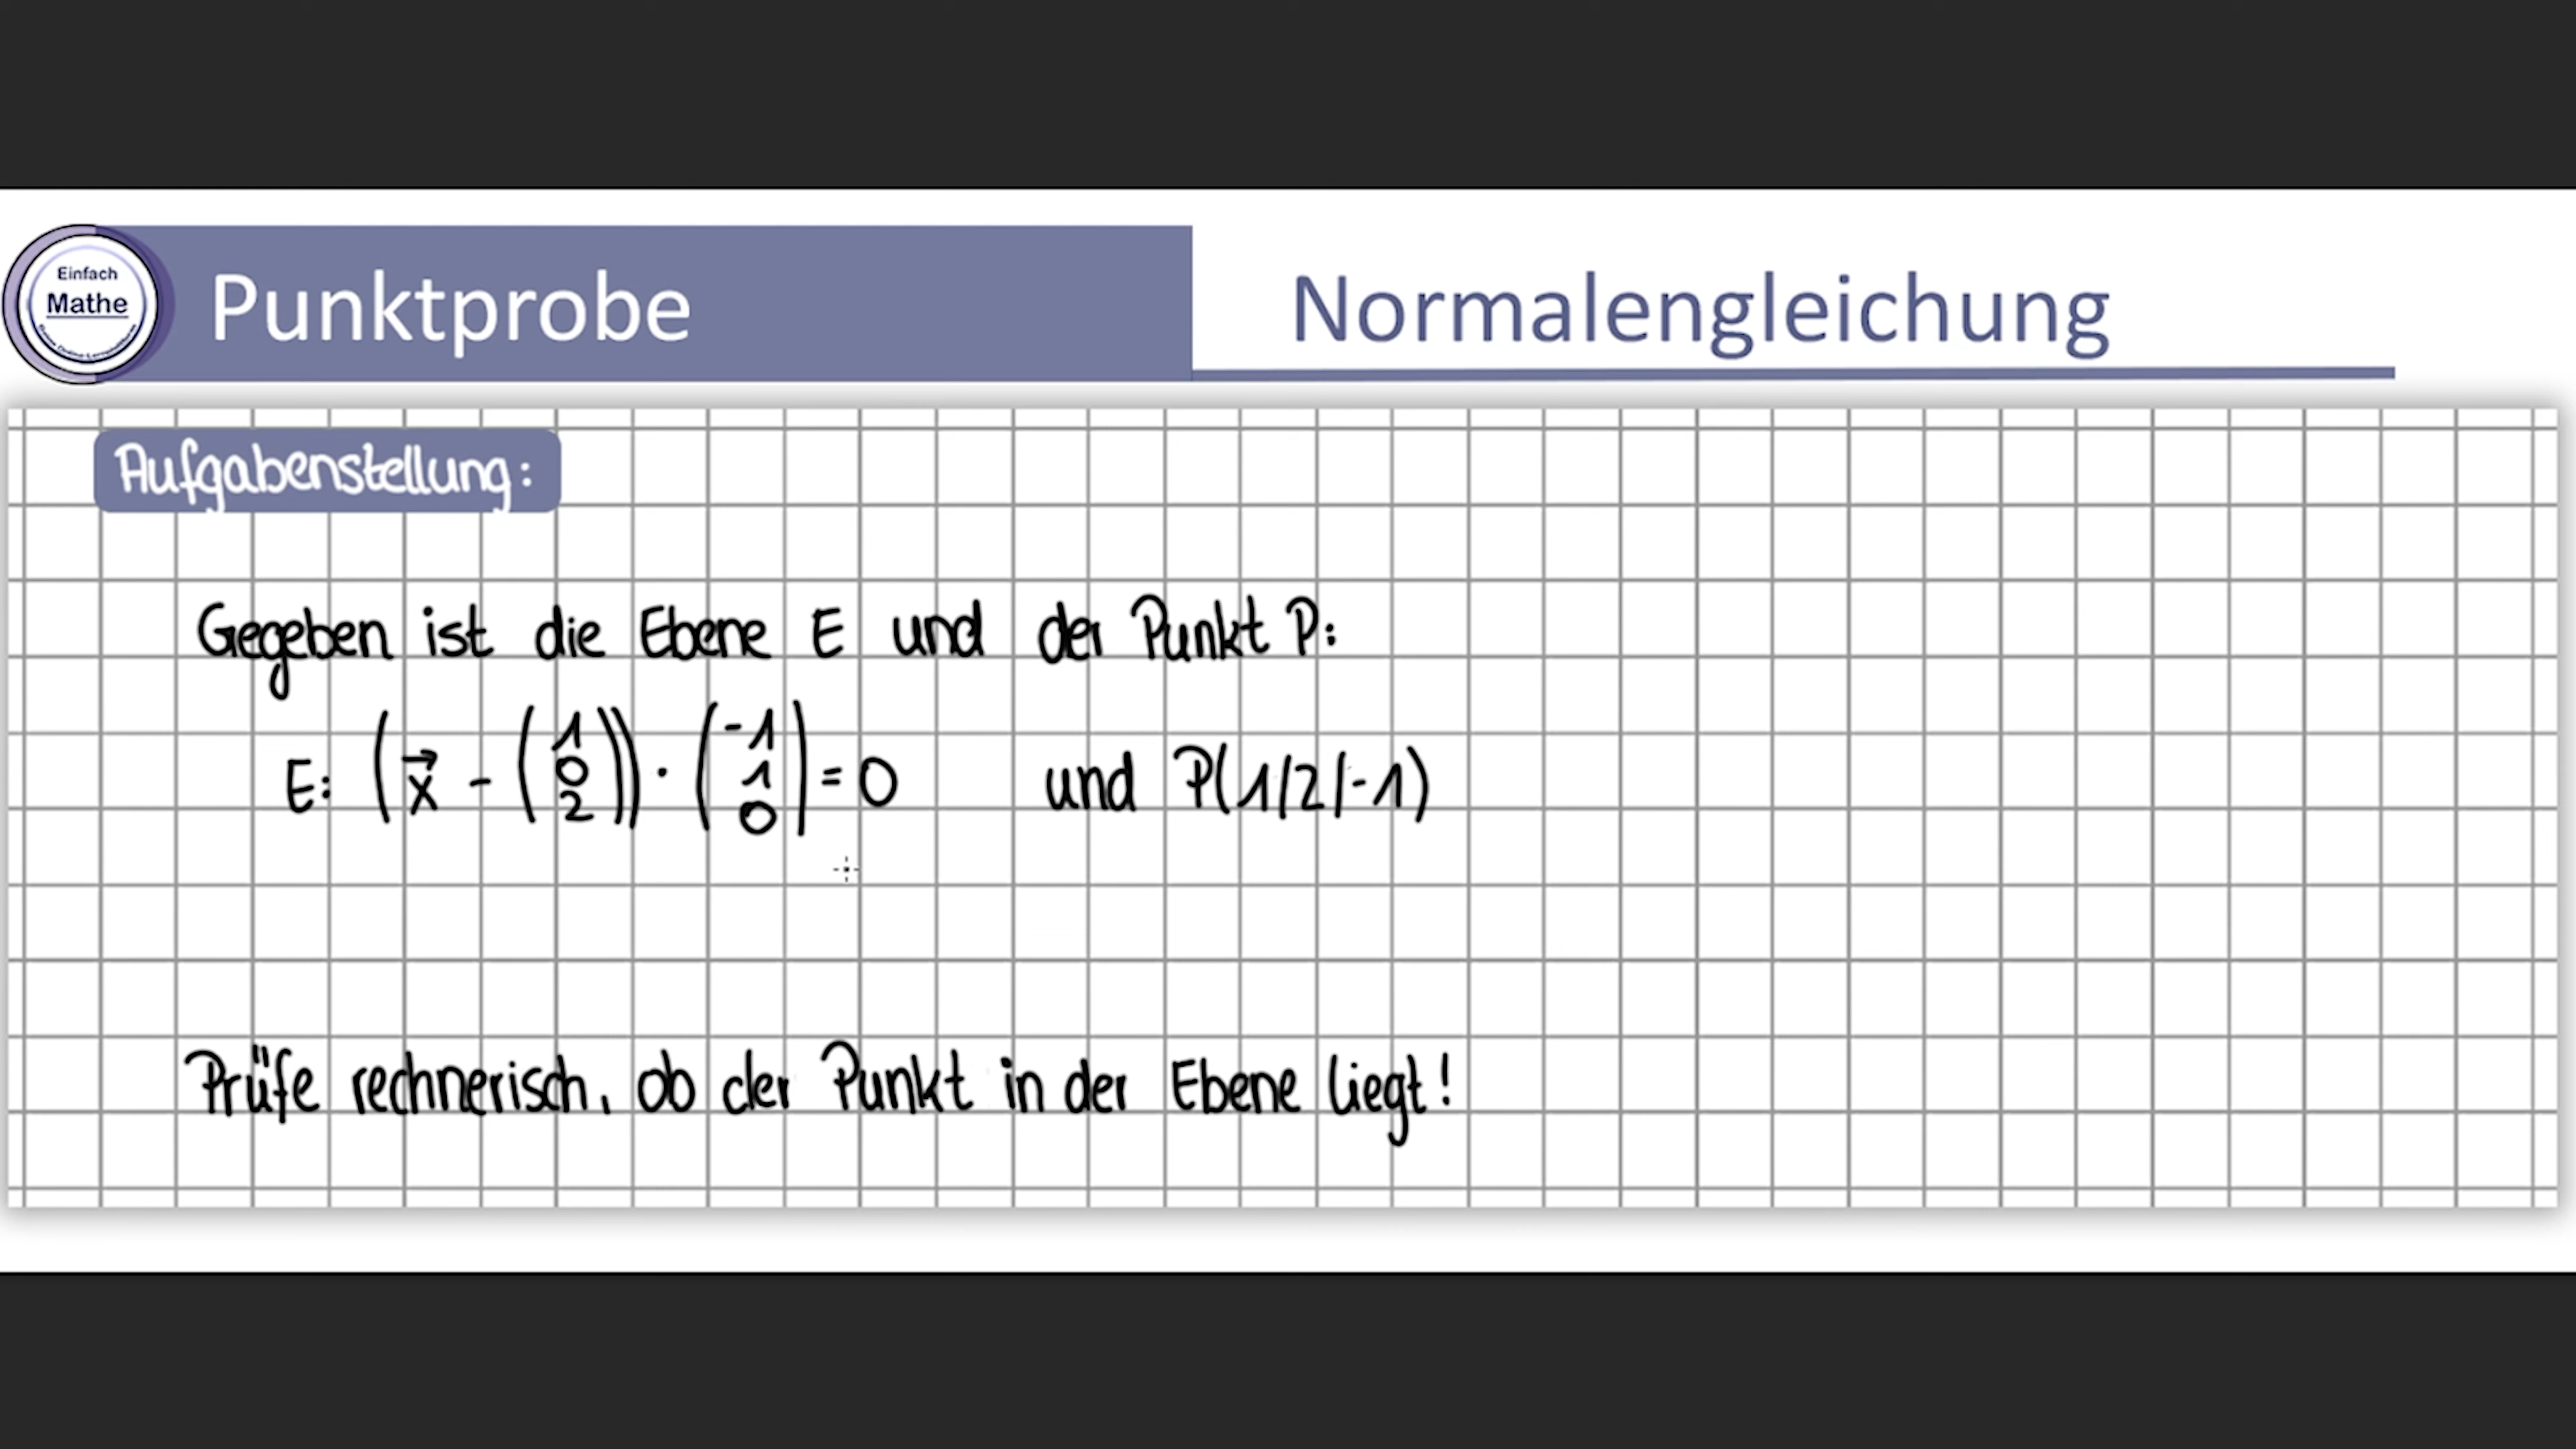 Einfach
Mathe
Punktprobe
Normalengleichung
Aufgabenstellung:
Gegeben ist die Ebene E und der Punkt P:
E: (x⃗ - (1 0 2)) · (-1 1 0) = 0 und P(1/2/-1)
Prüfe rechnerisch, ob der Punkt in der Ebene liegt!